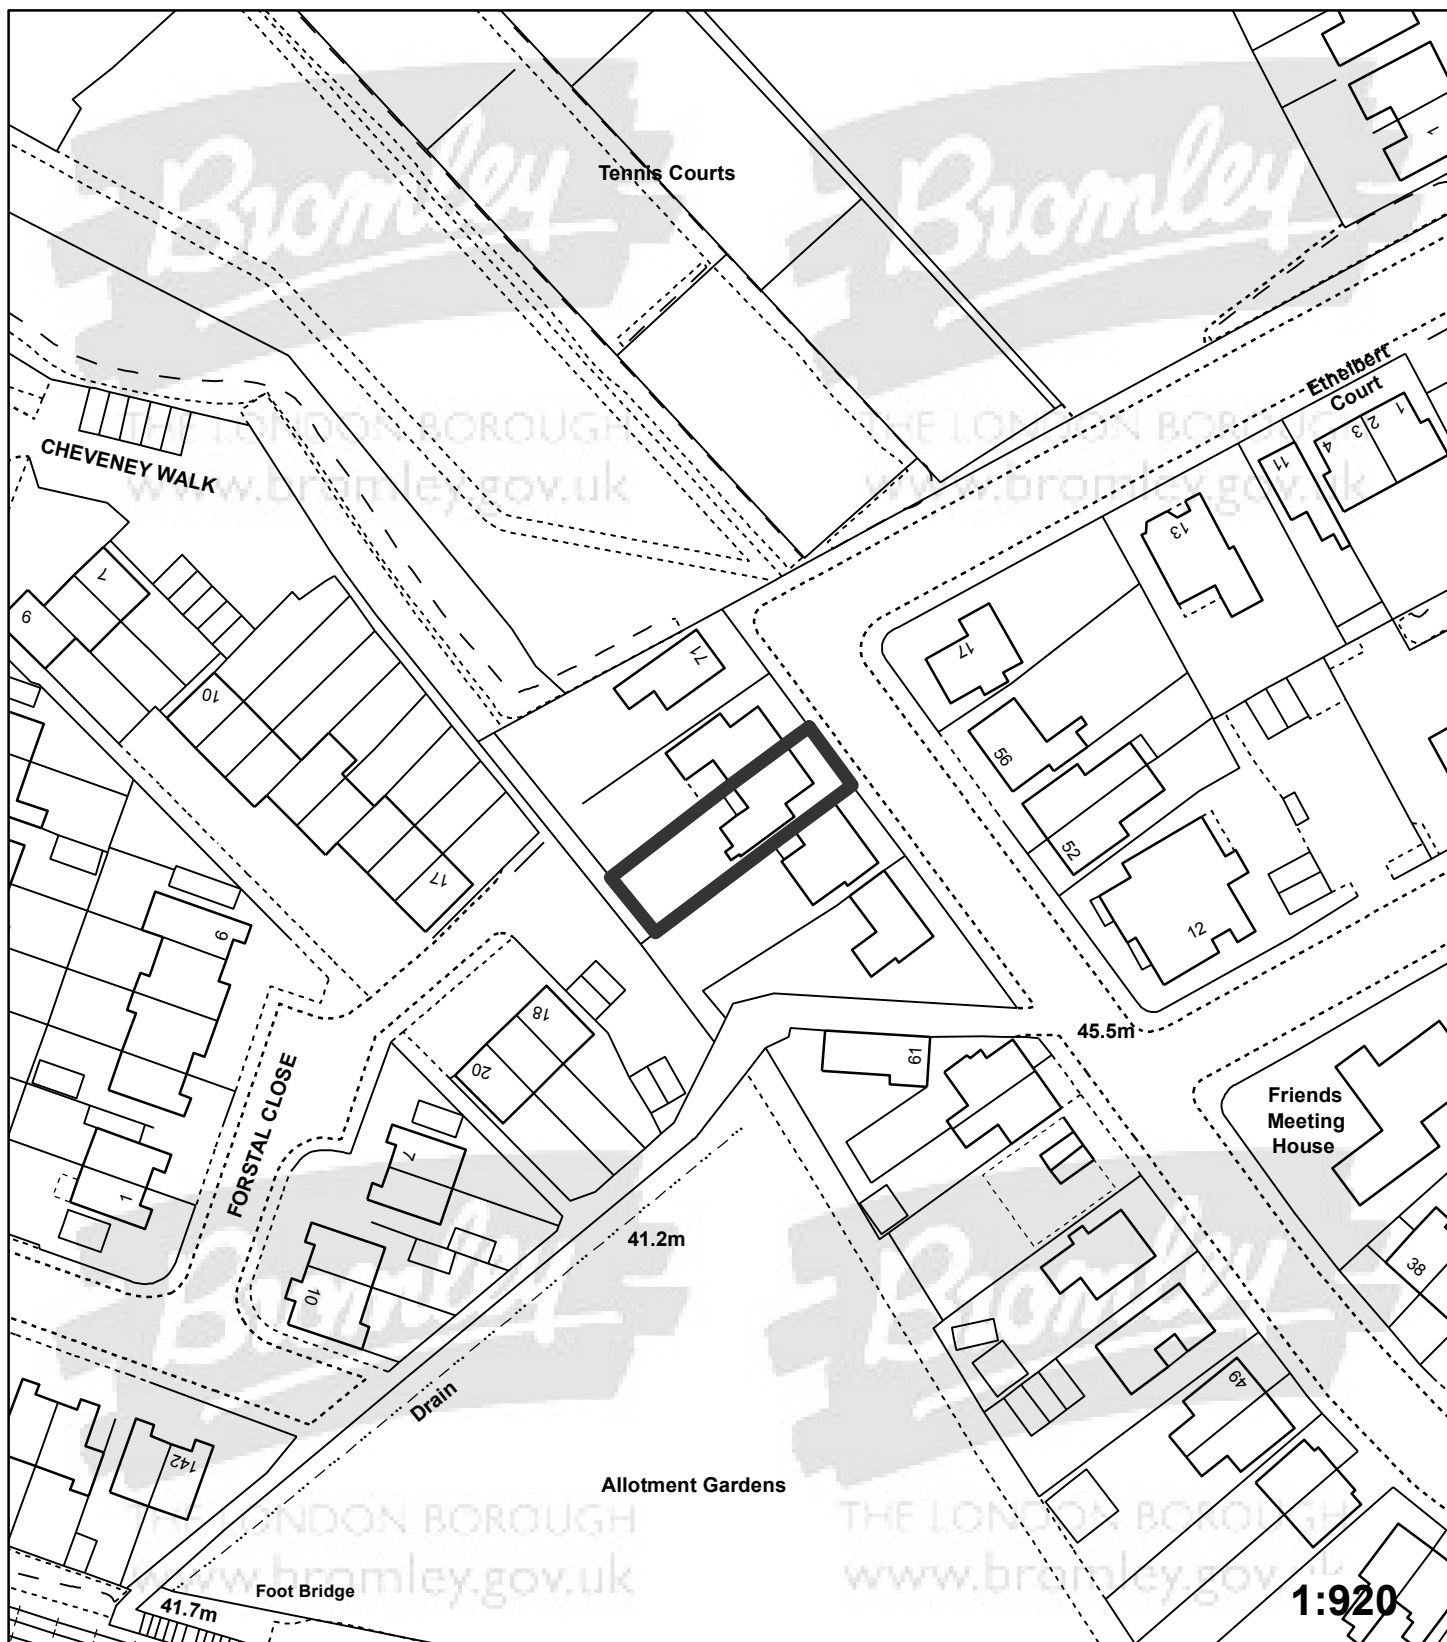 Bromley
Bromley
Tennis Courts
1
Ethelbert
Court
THE LONDON BOROUGH
www.bromley.gov.uk
THE LONDON BOROUGH
www.bromley.gov.uk
CHEVENEY WALK
1
2
3
4
11
13
7
9
17
71
10
56
52
17
12
9
18
20
45.5m
61
Friends
Meeting
House
FORSTAL CLOSE
7
1
41.2m
38
10
Bromley
Bromley
49
Drain
142
Allotment Gardens
THE LONDON BOROUGH
www.bromley.gov.uk
THE LONDON BOROUGH
www.bromley.gov.uk
Foot Bridge
41.7m
1:920